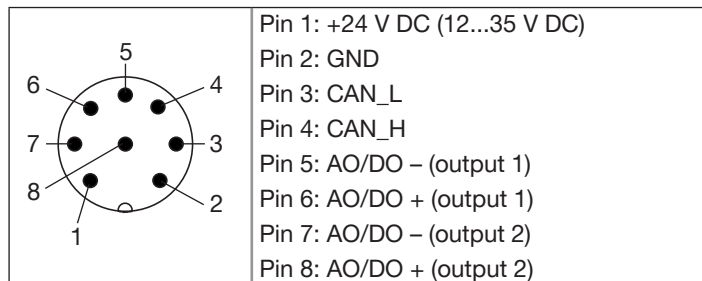 5
6
4
7
3
8
2
1
Pin 1: +24 V DC (12...35 V DC)
Pin 2: GND
Pin 3: CAN_L
Pin 4: CAN_H
Pin 5: AO/DO – (output 1)
Pin 6: AO/DO + (output 1)
Pin 7: AO/DO – (output 2)
Pin 8: AO/DO + (output 2)